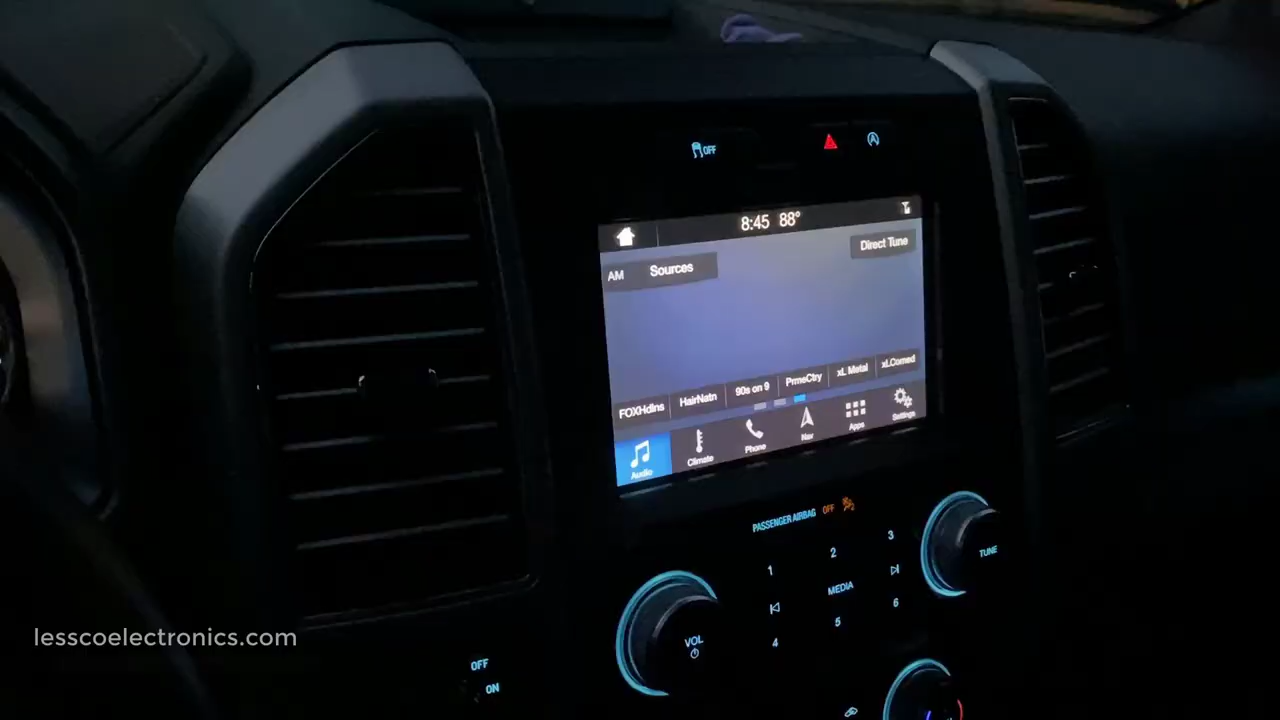 OFF
8:45 88°
Direct Tune
AM Sources
FOXHdlns HairNatn 90s on 9 PrmeCtry xL Metal xLComed
Audio Climate Phone Nav Apps Settings
PASSENGER AIRBAG OFF
1 2 3
MEDIA
4 5 6
VOL
TUNE
OFF
ON
lesscoelectronics.com